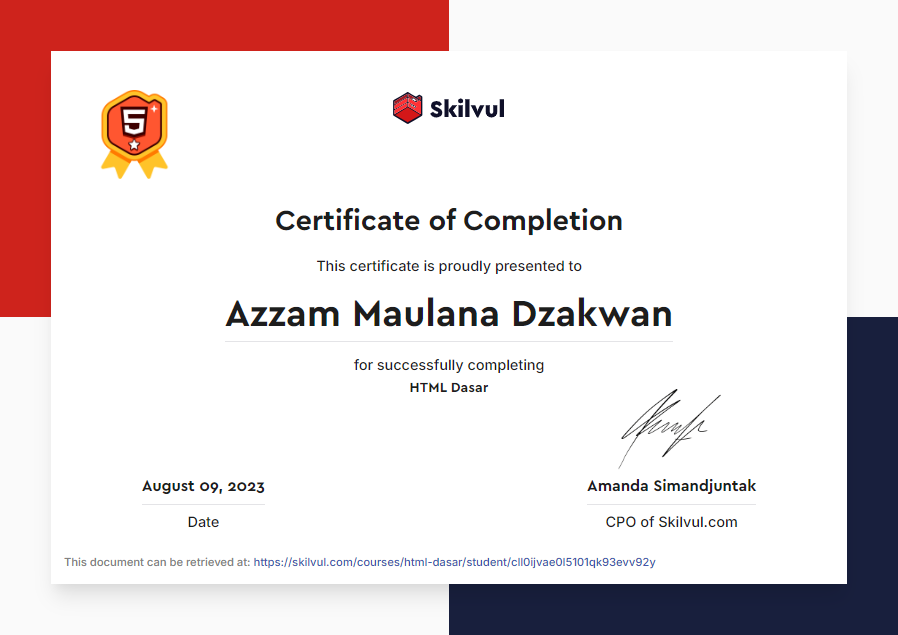 5
Skilvul
Certificate of Completion
This certificate is proudly presented to
Azzam Maulana Dzakwan
for successfully completing
HTML Dasar
August 09, 2023
Amanda Simandjuntak
Date
CPO of Skilvul.com
This document can be retrieved at: https://skilvul.com/courses/html-dasar/student/cll0ijvae0l5101qk93evv92y